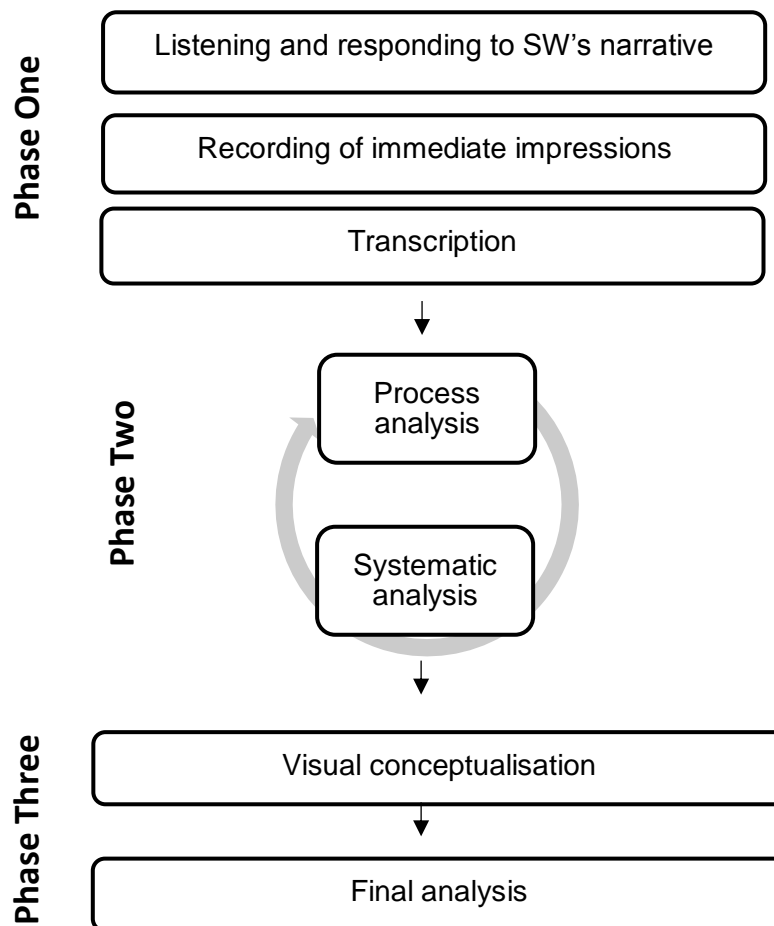 Phase One
Listening and responding to SW’s narrative
Recording of immediate impressions
Transcription
Phase Two
Process
analysis
Systematic
analysis
Phase Three
Visual conceptualisation
Final analysis